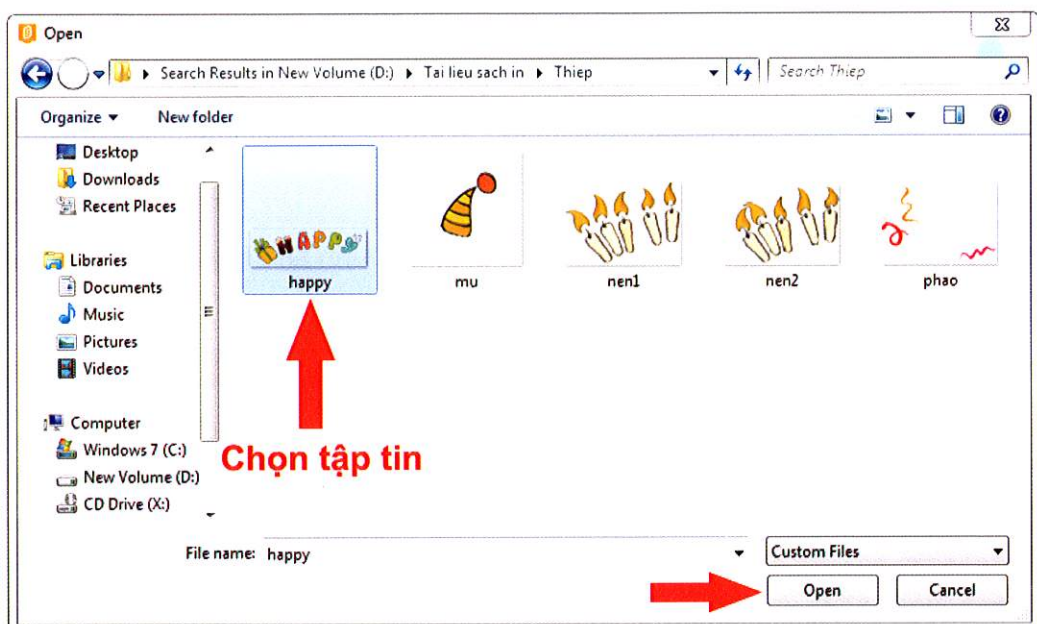 Open
Search Results in New Volume (D:) ▸ Tai lieu sach in ▸ Thiep
Search Thiep
Organize
New folder
Desktop
Downloads
Recent Places
Libraries
Documents
Music
Pictures
Videos
Computer
Windows 7 (C:)
New Volume (D:)
CD Drive (X:)
HAPPY
happy
mu
nen1
nen2
phao
Chọn tập tin
File name: happy
Custom Files
Open
Cancel